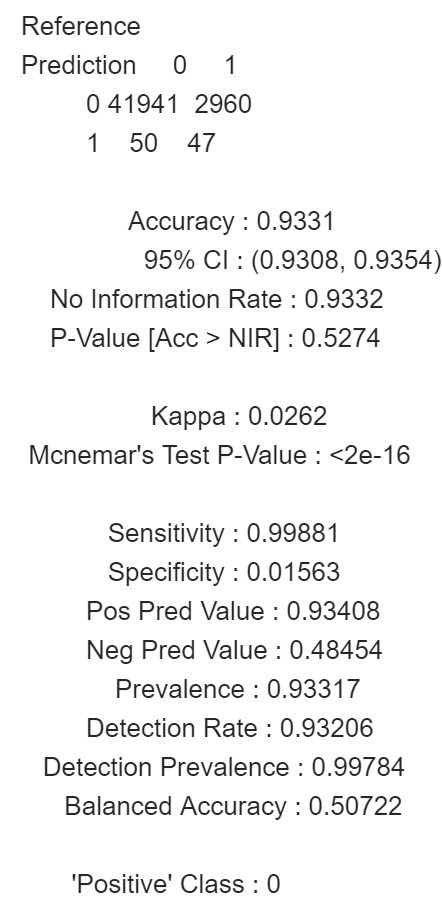 Reference
Prediction 0 1
0 41941 2960
1 50 47
Accuracy : 0.9331
95% CI : (0.9308, 0.9354)
No Information Rate : 0.9332
P-Value [Acc > NIR] : 0.5274
Kappa : 0.0262
Mcnemar's Test P-Value : <2e-16
Sensitivity : 0.99881
Specificity : 0.01563
Pos Pred Value : 0.93408
Neg Pred Value : 0.48454
Prevalence : 0.93317
Detection Rate : 0.93206
Detection Prevalence : 0.99784
Balanced Accuracy : 0.50722
'Positive' Class : 0